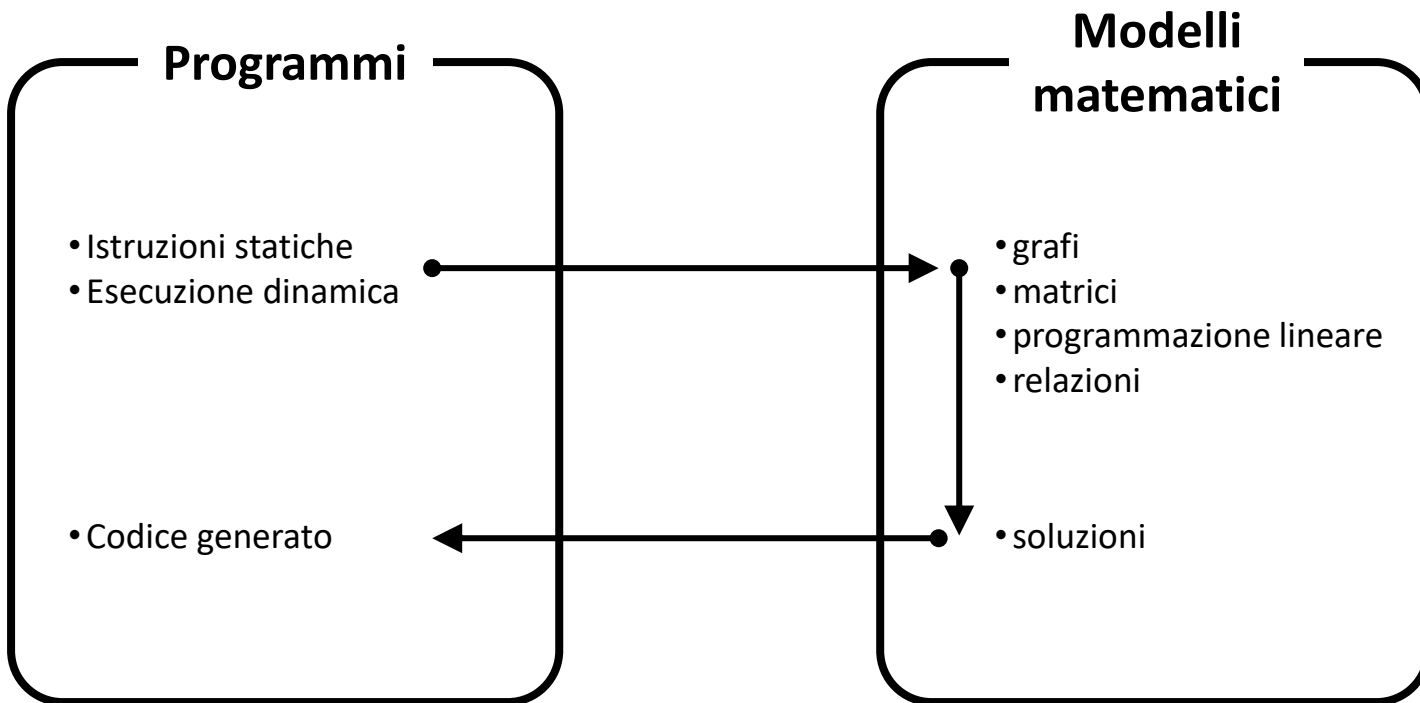 Programmi
• Istruzioni statiche
• Esecuzione dinamica
• Codice generato
Modelli
matematici
• grafi
• matrici
• programmazione lineare
• relazioni
• soluzioni